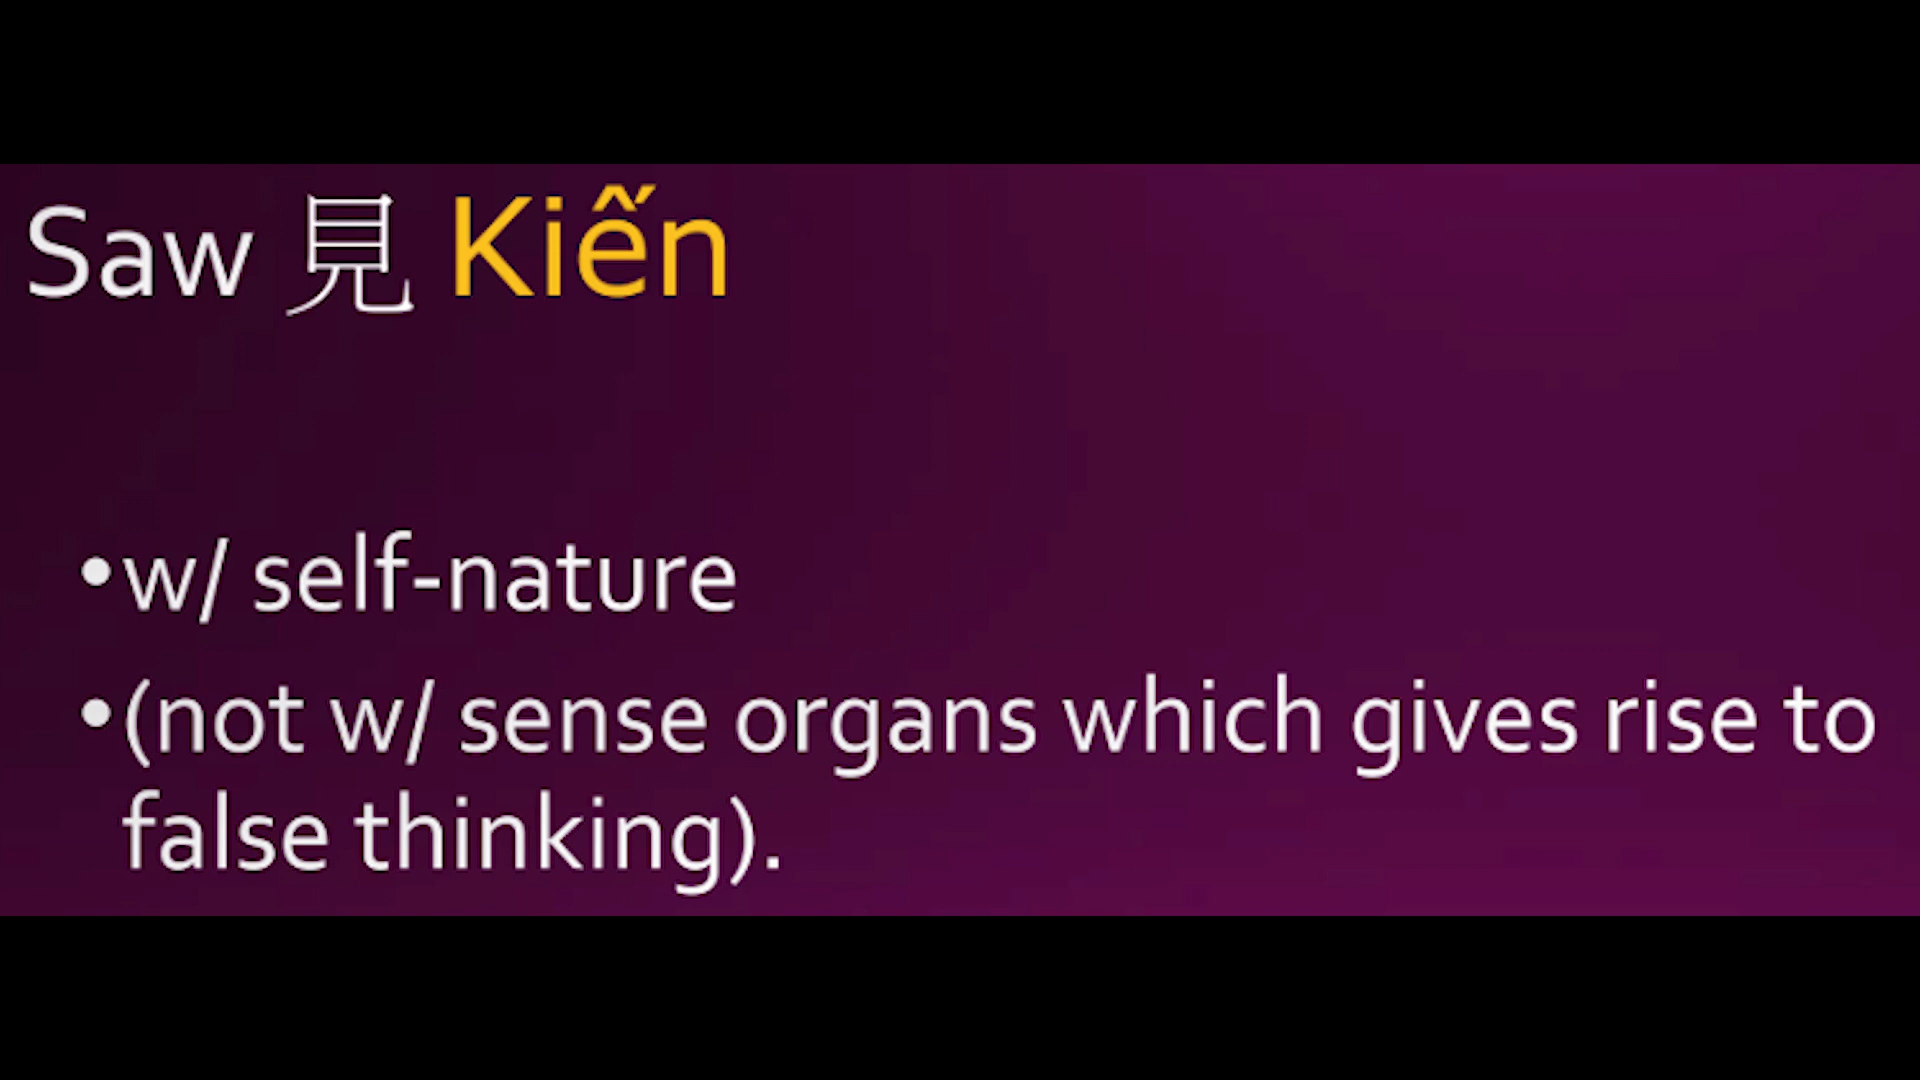 Saw 見 Kiến
•w/ self-nature
•(not w/ sense organs which gives rise to
false thinking).